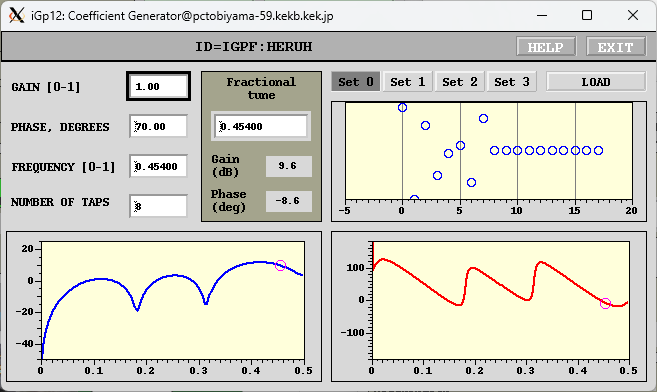 iGp12: Coefficient Generator@pctobiyama-59.kekb.kek.jp
ID=IGPF:HERUH
HELP
EXIT
GAIN [0-1]
1.00
PHASE, DEGREES
70.00
FREQUENCY [0-1]
0.45400
NUMBER OF TAPS
8
Fractional
tune
0.45400
Gain
(dB)
9.6
Phase
(deg)
-8.6
Set 0
Set 1
Set 2
Set 3
LOAD
-5 0 5 10 15 20
20
0
-20
-40
0 0.1 0.2 0.3 0.4 0.5
100
0
-100
0 0.1 0.2 0.3 0.4 0.5